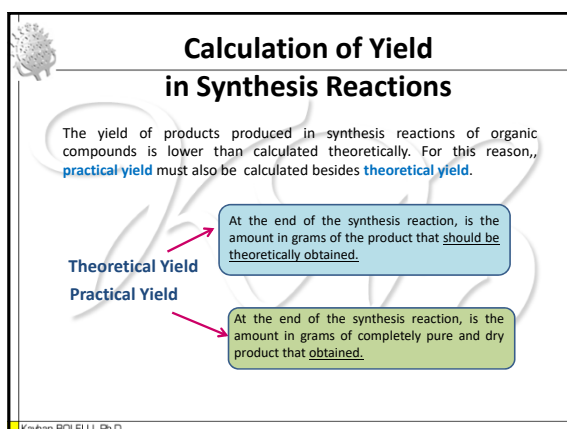 Calculation of Yield
in Synthesis Reactions
The yield of products produced in synthesis reactions of organic
compounds is lower than calculated theoretically. For this reason,,
practical yield must also be calculated besides theoretical yield.
At the end of the synthesis reaction, is the
amount in grams of the product that should be
theoretically obtained.
Theoretical Yield
Practical Yield
At the end of the synthesis reaction, is the
amount in grams of completely pure and dry
product that obtained.